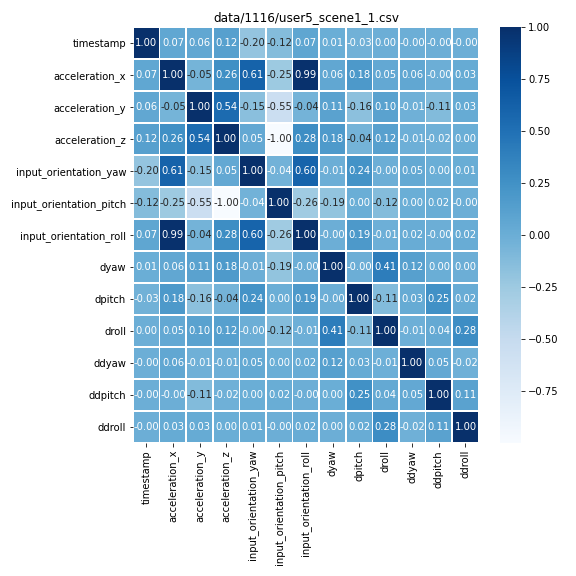 data/1116/user5_scene1_1.csv
timestamp 1.00 0.07 0.06 0.12 -0.20 -0.12 0.07 0.01 -0.03 0.00 -0.00 -0.00 -0.00
acceleration_x 0.07 1.00 -0.05 0.26 0.61 -0.25 0.99 0.06 0.18 0.05 0.06 -0.00 0.03
acceleration_y 0.06 -0.05 1.00 0.54 -0.15 -0.55 -0.04 0.11 -0.16 0.10 -0.01 -0.11 0.03
acceleration_z 0.12 0.26 0.54 1.00 0.05 -1.00 0.28 0.18 -0.04 0.12 -0.01 -0.02 0.00
input_orientation_yaw -0.20 0.61 -0.15 0.05 1.00 -0.04 0.60 -0.01 0.24 -0.00 0.05 0.00 0.01
input_orientation_pitch -0.12 -0.25 -0.55 -1.00 -0.04 1.00 -0.26 -0.19 0.00 -0.12 0.00 0.02 -0.00
input_orientation_roll 0.07 0.99 -0.04 0.28 0.60 -0.26 1.00 -0.00 0.19 -0.01 0.02 -0.00 0.02
dyaw 0.01 0.06 0.11 0.18 -0.01 -0.19 -0.00 1.00 -0.00 0.41 0.12 0.00 0.00
dpitch -0.03 0.18 -0.16 -0.04 0.24 0.00 0.19 -0.00 1.00 -0.11 0.03 0.25 0.02
droll 0.00 0.05 0.10 0.12 -0.00 -0.12 -0.01 0.41 -0.11 1.00 -0.01 0.04 0.28
ddyaw -0.00 0.06 -0.01 -0.01 0.05 0.00 0.02 0.12 0.03 -0.01 1.00 0.05 -0.02
ddpitch -0.00 -0.00 -0.11 -0.02 0.00 0.02 -0.00 0.00 0.25 0.04 0.05 1.00 0.11
ddroll -0.00 0.03 0.03 0.00 0.01 -0.00 0.02 0.00 0.02 0.28 -0.02 0.11 1.00
timestamp
acceleration_x
acceleration_y
acceleration_z
input_orientation_yaw
input_orientation_pitch
input_orientation_roll
dyaw
dpitch
droll
ddyaw
ddpitch
ddroll
1.00
0.75
0.50
0.25
0.00
−0.25
−0.50
−0.75